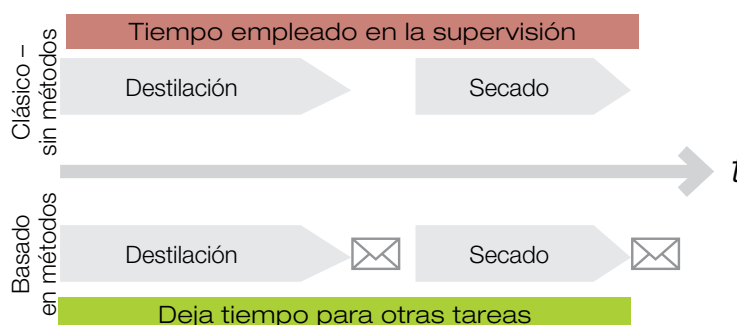 Tiempo empleado en la supervisión
Clásico –
sin métodos
Destilación
Secado
t
Basado
en métodos
Destilación
Secado
Deja tiempo para otras tareas